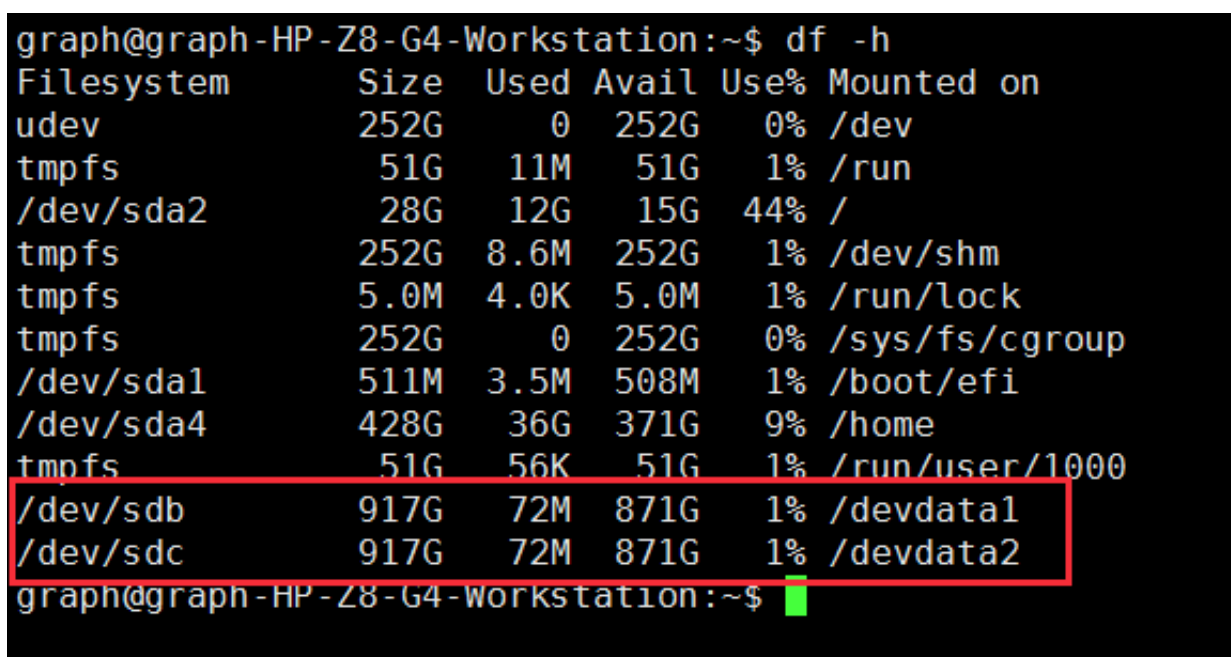 graph@graph-HP-Z8-G4-Workstation:~$ df -h
Filesystem      Size  Used Avail Use% Mounted on
udev            252G     0  252G   0% /dev
tmpfs            51G   11M   51G   1% /run
/dev/sda2        28G   12G   15G  44% /
tmpfs           252G  8.6M  252G   1% /dev/shm
tmpfs           5.0M  4.0K  5.0M   1% /run/lock
tmpfs           252G     0  252G   0% /sys/fs/cgroup
/dev/sda1       511M  3.5M  508M   1% /boot/efi
/dev/sda4       428G   36G  371G   9% /home
tmpfs            51G   56K   51G   1% /run/user/1000
/dev/sdb        917G   72M  871G   1% /devdata1
/dev/sdc        917G   72M  871G   1% /devdata2
graph@graph-HP-Z8-G4-Workstation:~$